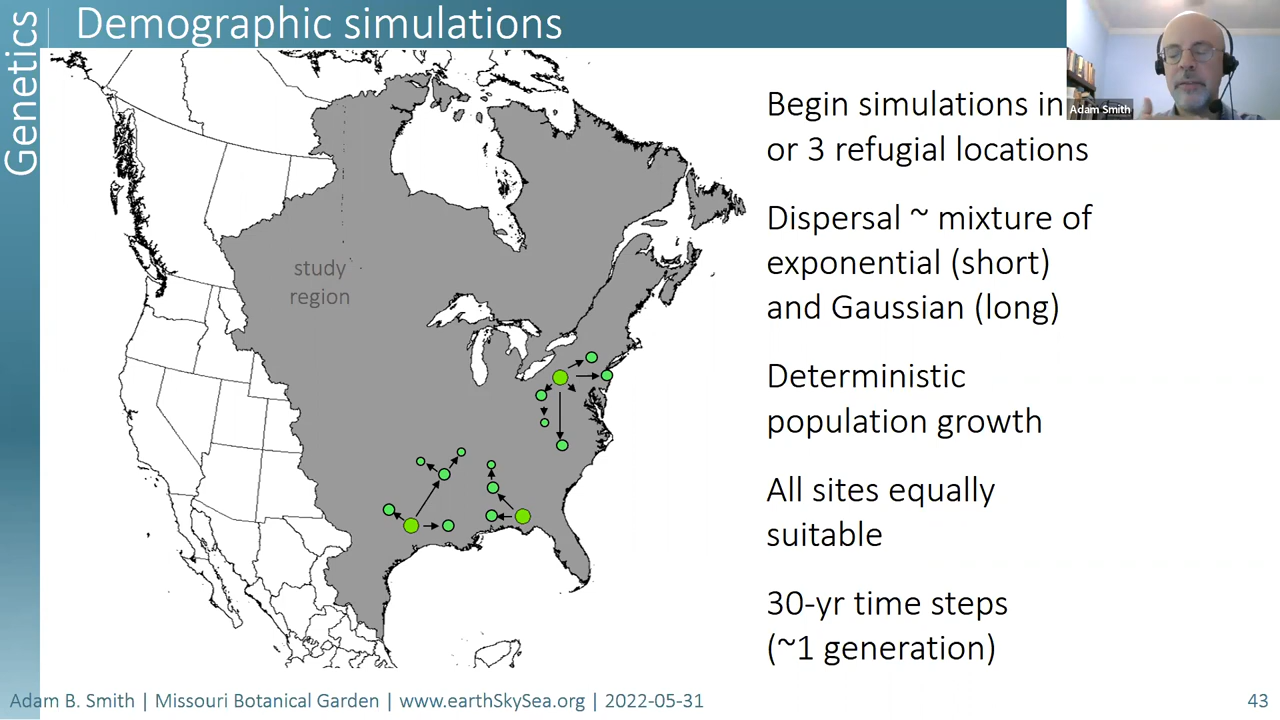 Genetics
Demographic simulations
Adam Smith
study
region
Begin simulations in
or 3 refugial locations
Dispersal ~ mixture of
exponential (short)
and Gaussian (long)
Deterministic
population growth
All sites equally
suitable
30-yr time steps
(~1 generation)
Adam B. Smith | Missouri Botanical Garden | www.earthSkySea.org | 2022-05-31
43